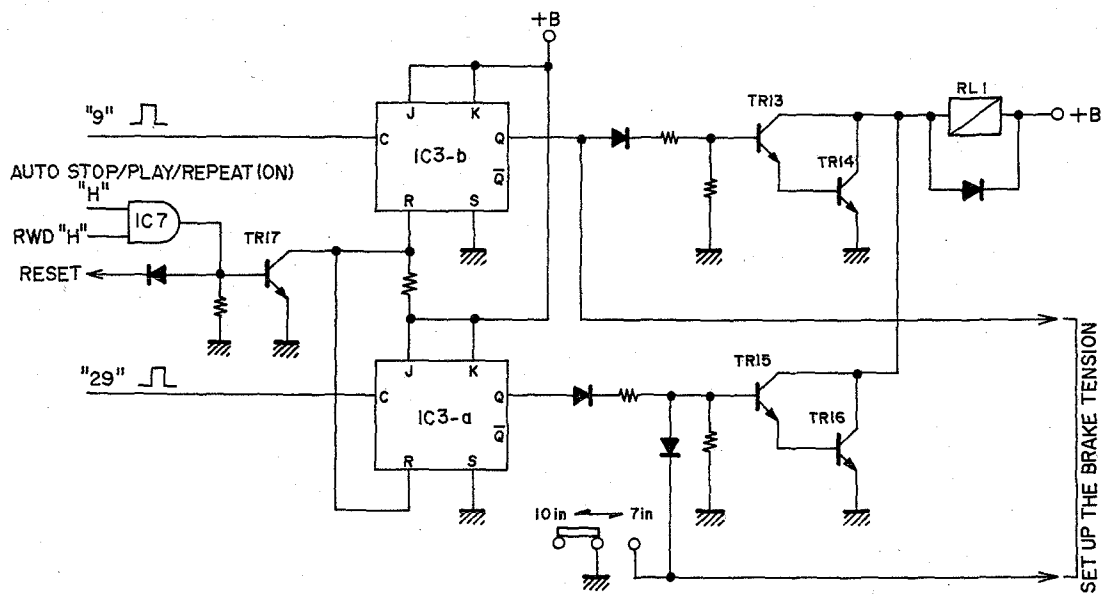 +B
"9"
J
K
C
IC3-b
Q
Q̅
R
S
TR13
TR14
RL1
+B
AUTO STOP/PLAY/REPEAT(ON)
"H"
IC7
RWD "H"
TR17
RESET
"29"
J
K
C
IC3-a
Q
Q̅
R
S
TR15
TR16
10in
7in
SET UP THE BRAKE TENSION